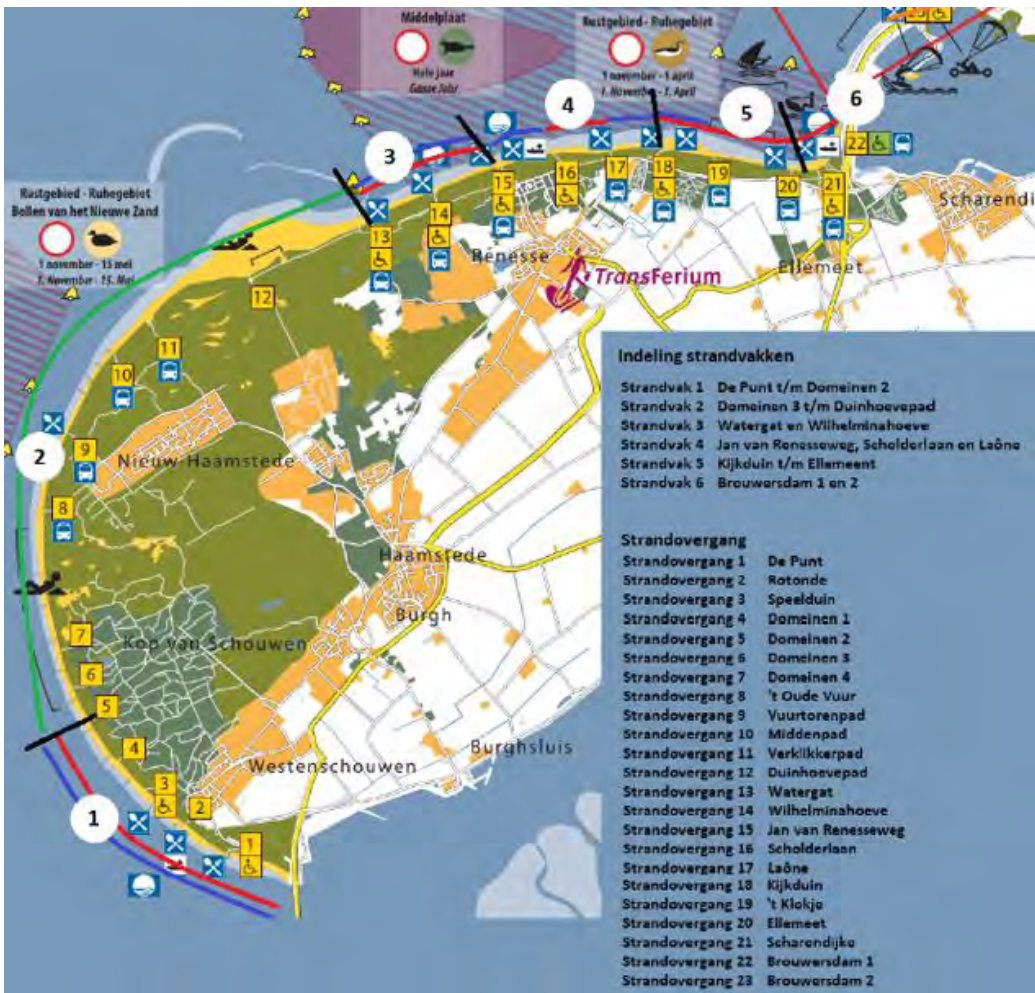 Middelplaat
Hele jaar
Ganze Jahr
Rustgebied - Ruhegebiet
1 november - 1 april
1. November - 1. April
Rustgebied - Ruhegebiet
Bollen van het Nieuwe Zand
1 november - 15 mei
1. November - 15. Mai
6
5
4
3
2
1
22
21
20
19
18
17
16
15
14
13
12
11
10
9
8
7
6
5
4
3
2
1
Scharendi
Renesse
TransFerium
Ellemeet
Nieuw-Haamstede
Haamstede
Burgh
Kop van Schouwen
Burghsluis
Westenschouwen
Indeling strandvakken
Strandvak 1 De Punt t/m Domeinen 2
Strandvak 2 Domeinen 3 t/m Duinhoevepad
Strandvak 3 Watergat en Wilhelminahoeve
Strandvak 4 Jan van Renesseweg, Scholderlaan en Laône
Strandvak 5 Kijkduin t/m Ellemeent
Strandvak 6 Brouwersdam 1 en 2
Strandovergang
Strandovergang 1 De Punt
Strandovergang 2 Rotonde
Strandovergang 3 Speelduin
Strandovergang 4 Domeinen 1
Strandovergang 5 Domeinen 2
Strandovergang 6 Domeinen 3
Strandovergang 7 Domeinen 4
Strandovergang 8 't Oude Vuur
Strandovergang 9 Vuurtorenpad
Strandovergang 10 Middenpad
Strandovergang 11 Verklikkerpad
Strandovergang 12 Duinhoevepad
Strandovergang 13 Watergat
Strandovergang 14 Wilhelminahoeve
Strandovergang 15 Jan van Renesseweg
Strandovergang 16 Scholderlaan
Strandovergang 17 Laône
Strandovergang 18 Kijkduin
Strandovergang 19 't Klokje
Strandovergang 20 Ellemeet
Strandovergang 21 Scharendijke
Strandovergang 22 Brouwersdam 1
Strandovergang 23 Brouwersdam 2